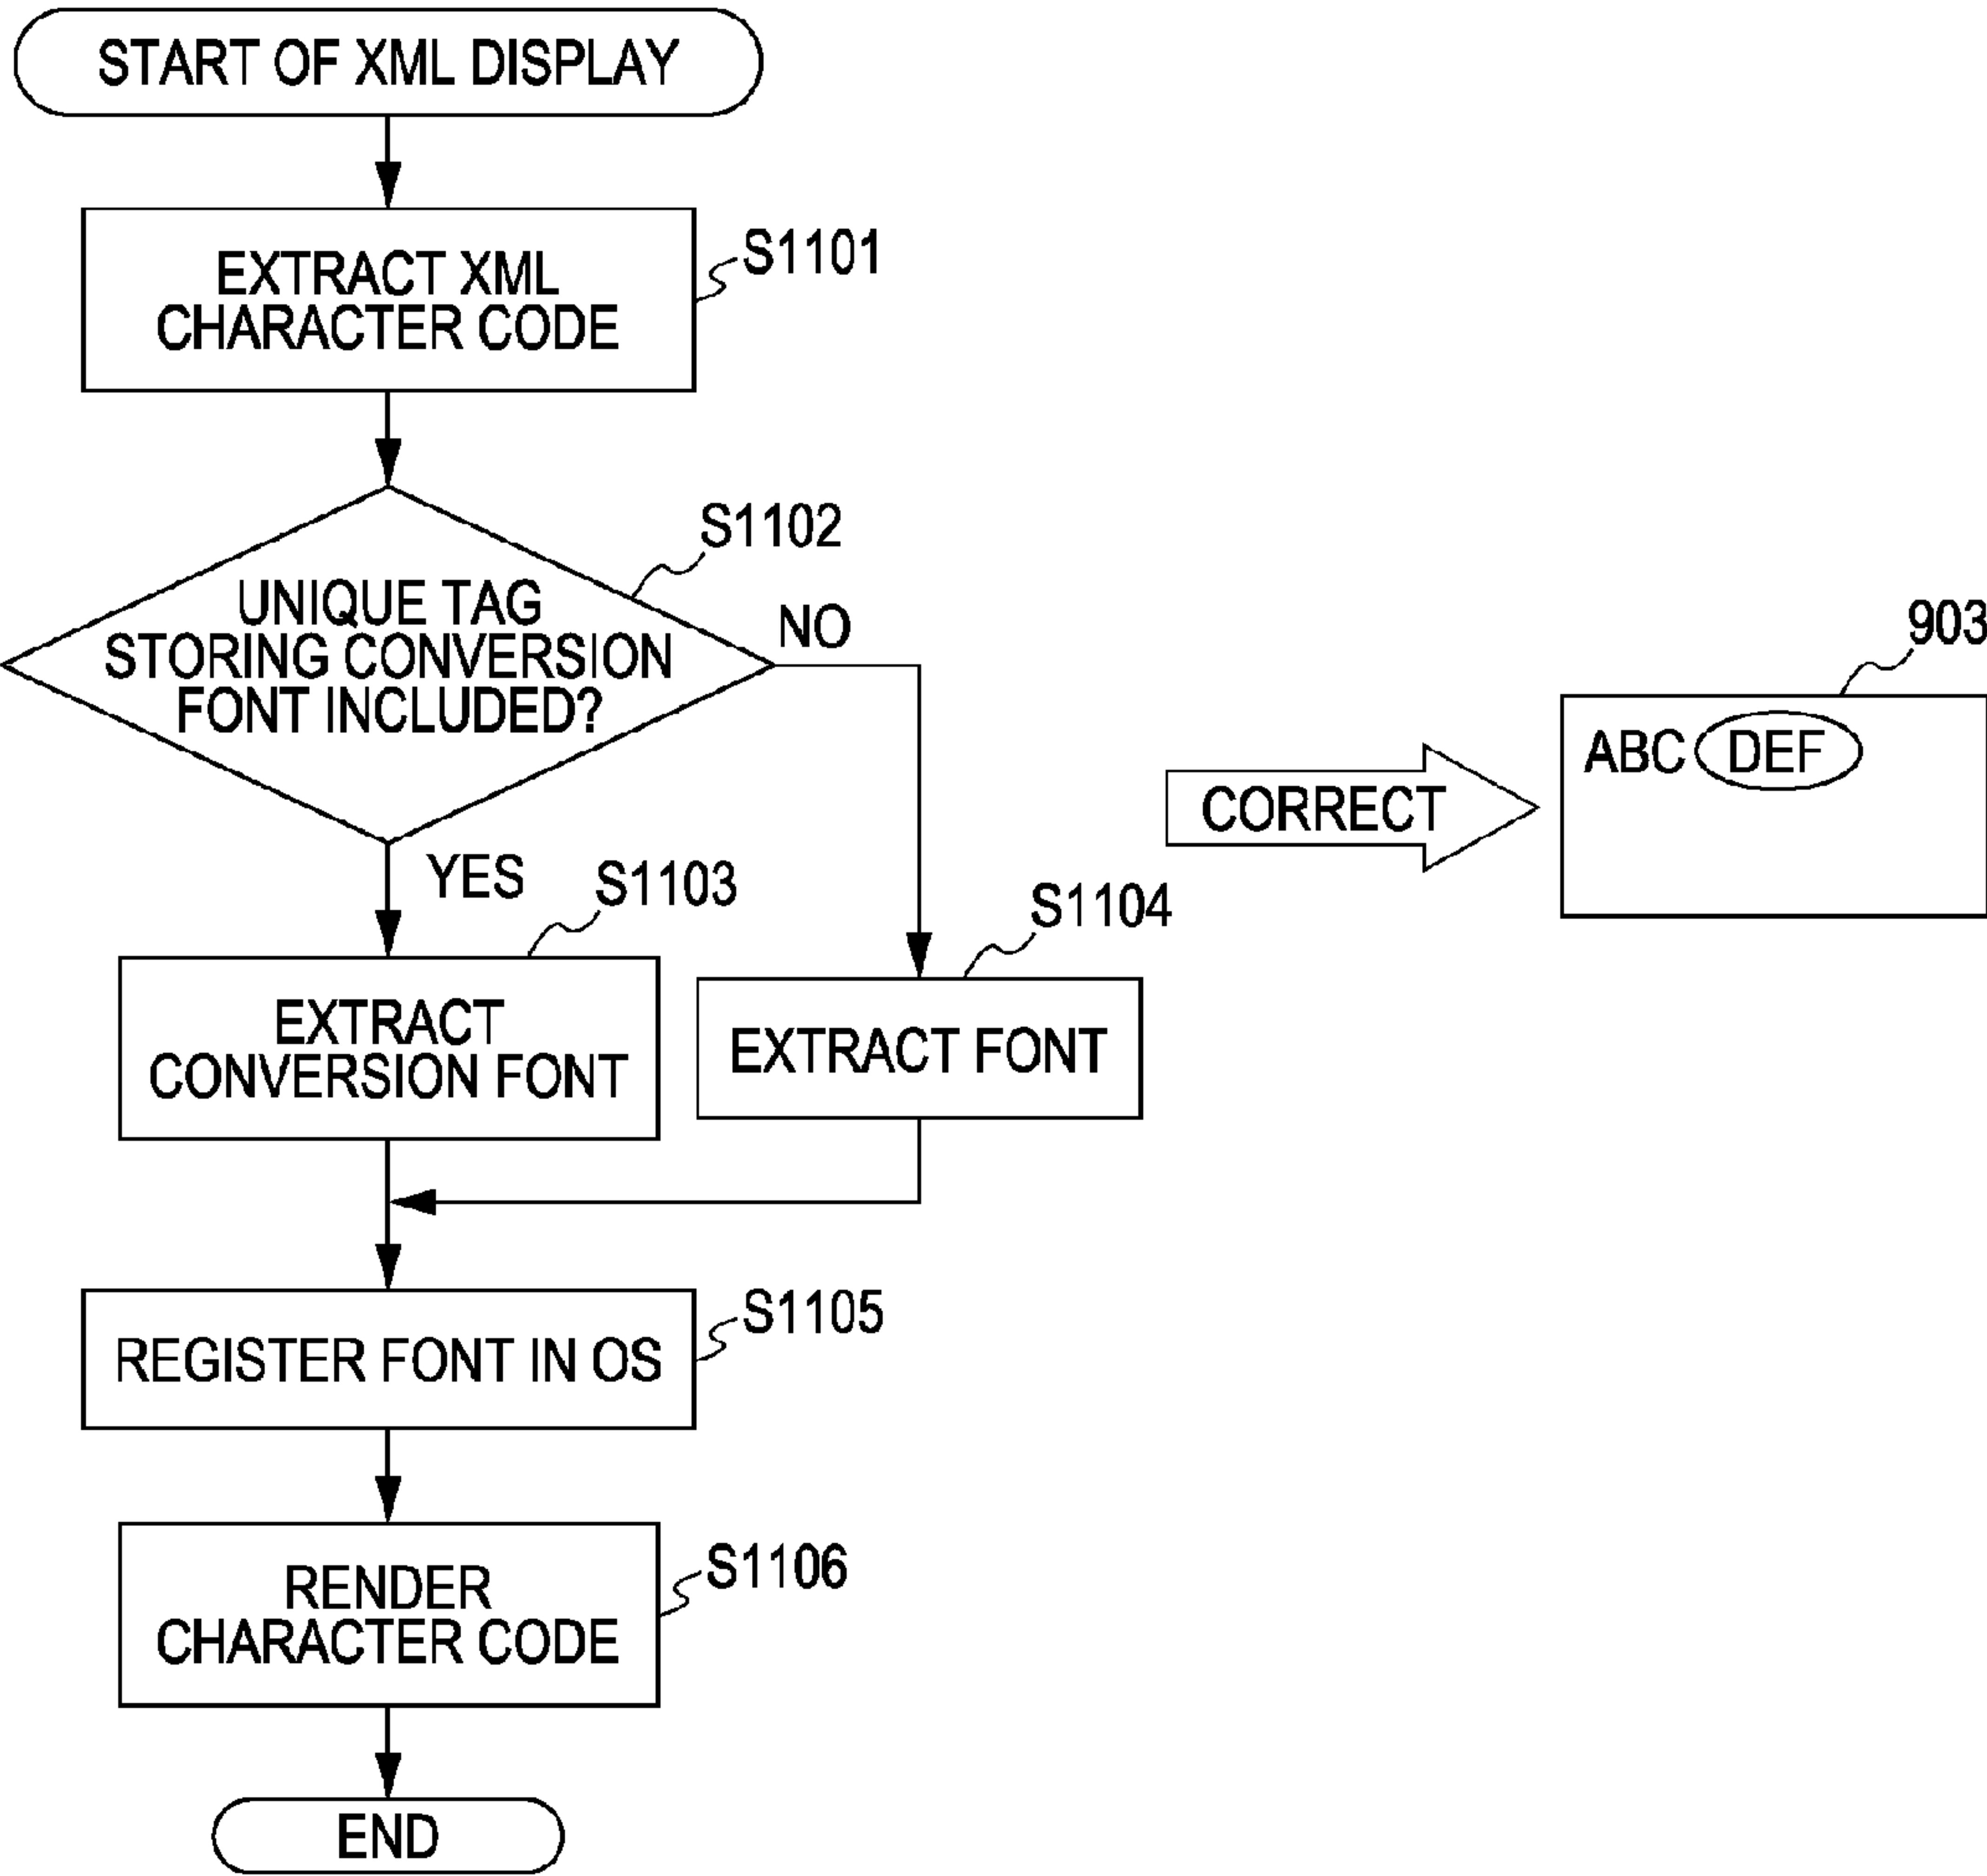 START OF XML DISPLAY
EXTRACT XML
CHARACTER CODE
S1101
S1102
UNIQUE TAG
STORING CONVERSION
FONT INCLUDED?
NO
YES
S1103
EXTRACT
CONVERSION FONT
S1104
EXTRACT FONT
REGISTER FONT IN OS
S1105
RENDER
CHARACTER CODE
S1106
END
CORRECT
903
ABC DEF